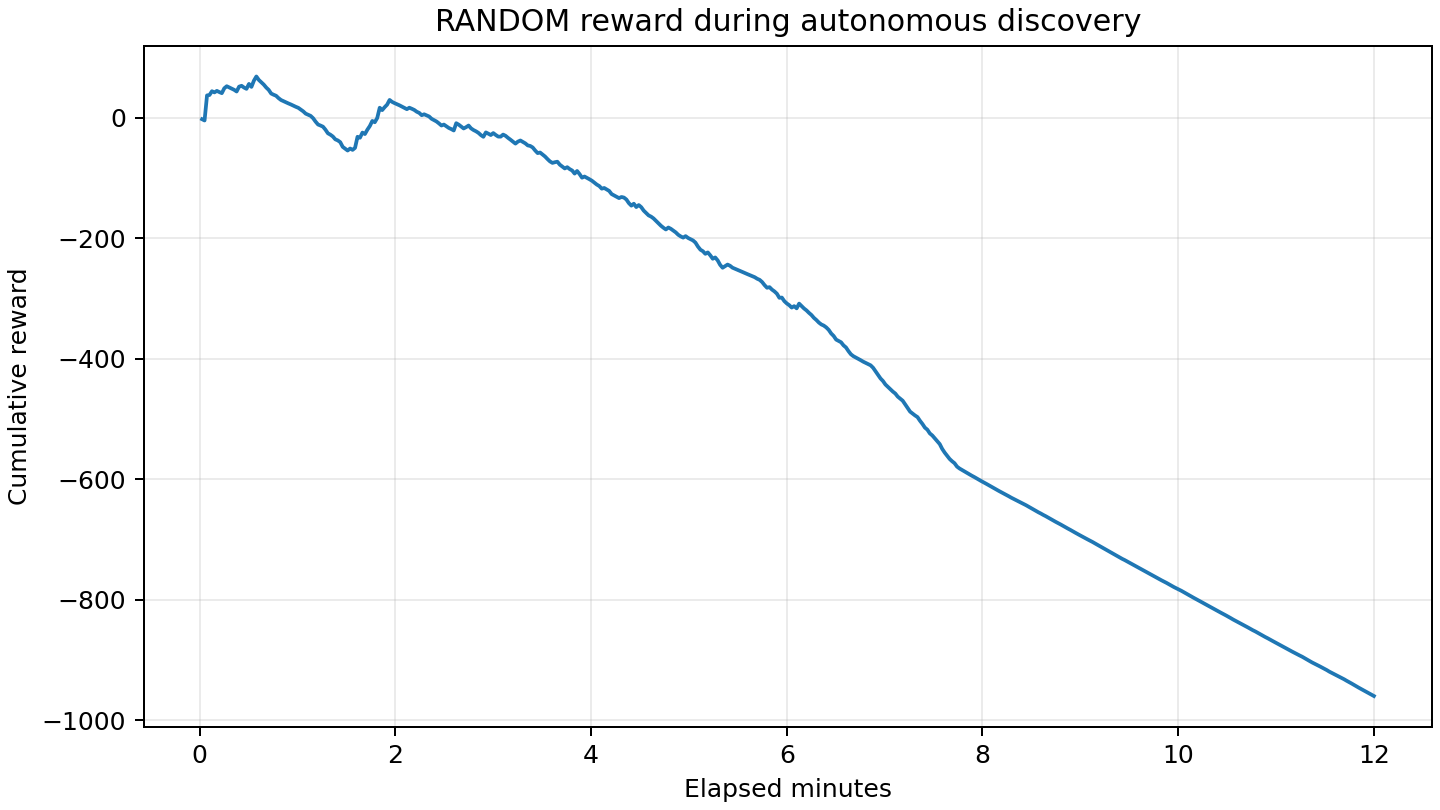 RANDOM reward during autonomous discovery
Cumulative reward
0
−200
−400
−600
−800
−1000
0 2 4 6 8 10 12
Elapsed minutes